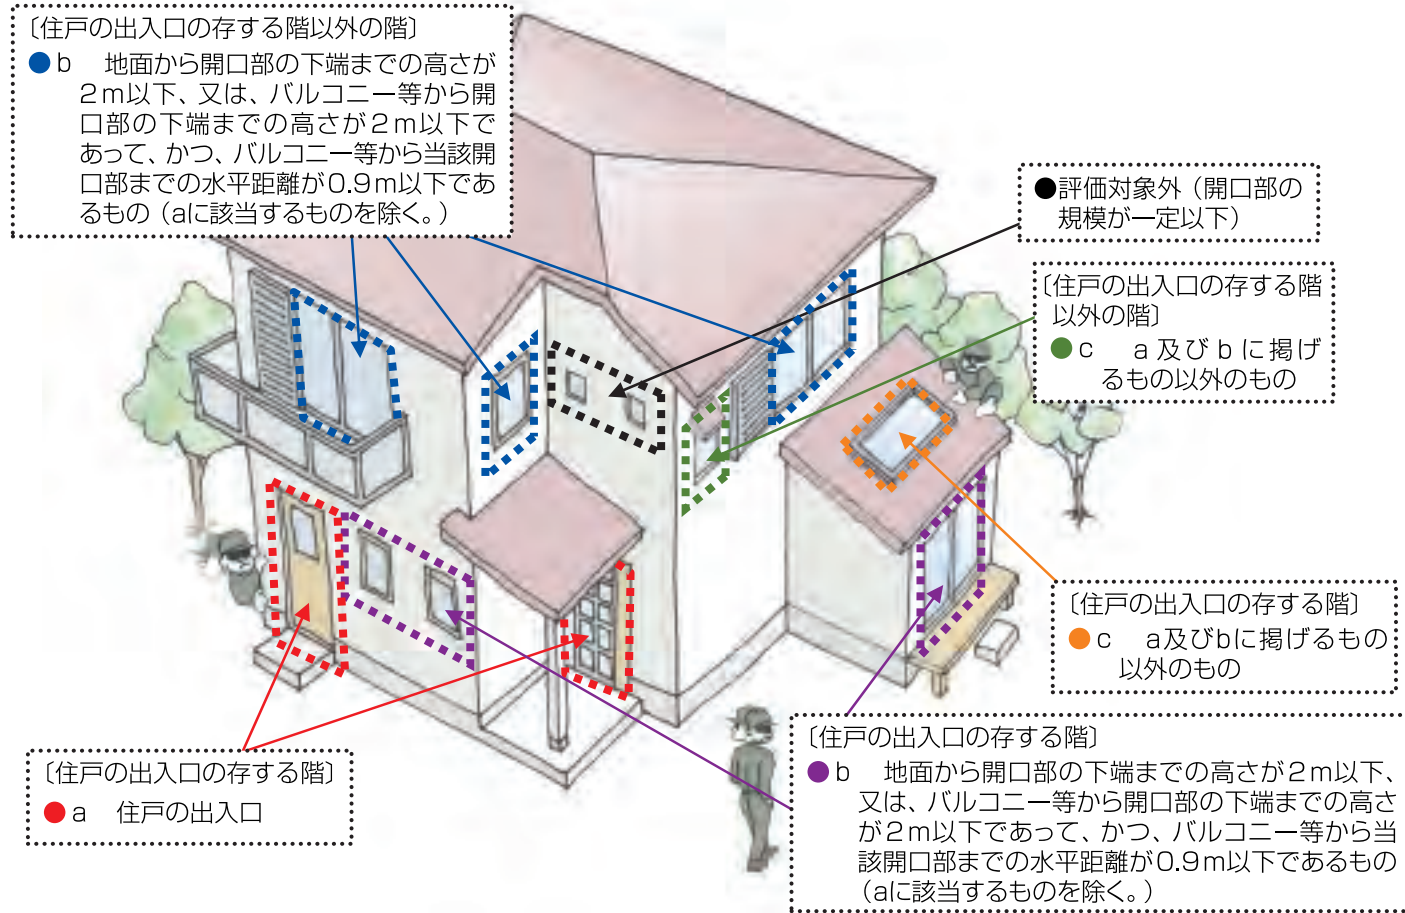 〔住戸の出入口の存する階以外の階〕
●b 地面から開口部の下端までの高さが
2m以下、又は、バルコニー等から開
口部の下端までの高さが2m以下で
あって、かつ、バルコニー等から当該開
口部までの水平距離が0.9m以下であ
るもの（aに該当するものを除く。）
●評価対象外（開口部の
規模が一定以下）
〔住戸の出入口の存する階
以外の階〕
●c a及びbに掲げ
るもの以外のもの
〔住戸の出入口の存する階〕
●c a及びbに掲げるもの
以外のもの
〔住戸の出入口の存する階〕
●a 住戸の出入口
〔住戸の出入口の存する階〕
●b 地面から開口部の下端までの高さが2m以下、
又は、バルコニー等から開口部の下端までの高さ
が2m以下であって、かつ、バルコニー等から当
該開口部までの水平距離が0.9m以下であるもの
（aに該当するものを除く。）